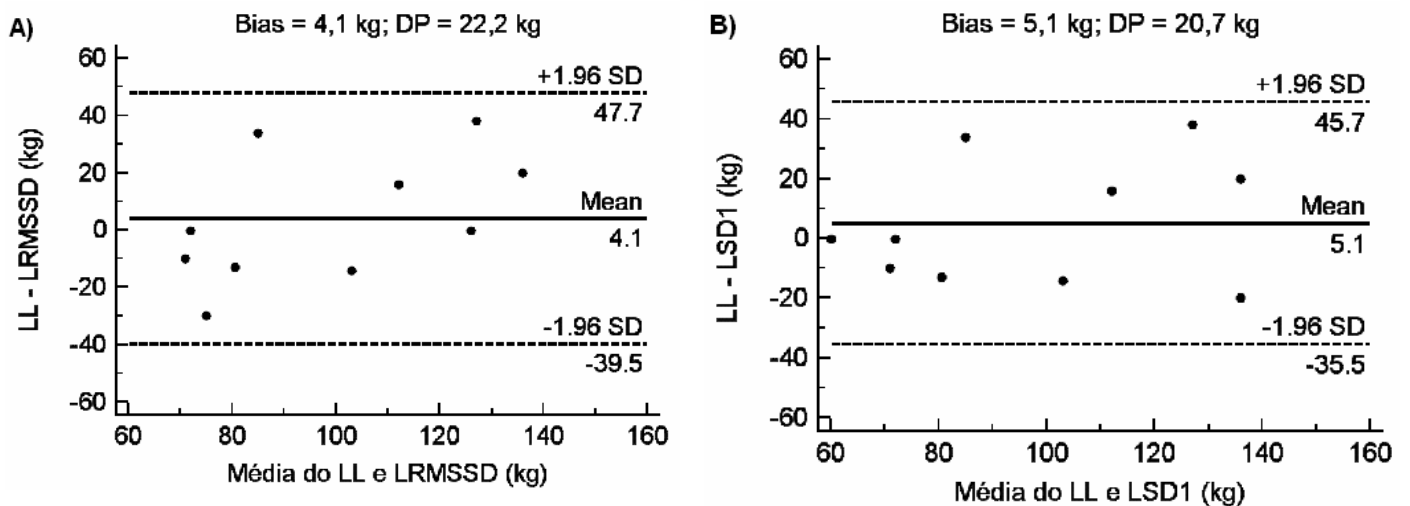 A)
Bias = 4,1 kg; DP = 22,2 kg
60
40
20
0
-20
-40
-60
LL - LRMSSD (kg)
+1.96 SD
47.7
Mean
4.1
-1.96 SD
-39.5
60 80 100 120 140 160
Média do LL e LRMSSD (kg)
B)
Bias = 5,1 kg; DP = 20,7 kg
60
40
20
0
-20
-40
-60
LL - LSD1 (kg)
+1.96 SD
45.7
Mean
5.1
-1.96 SD
-35.5
60 80 100 120 140 160
Média do LL e LSD1 (kg)